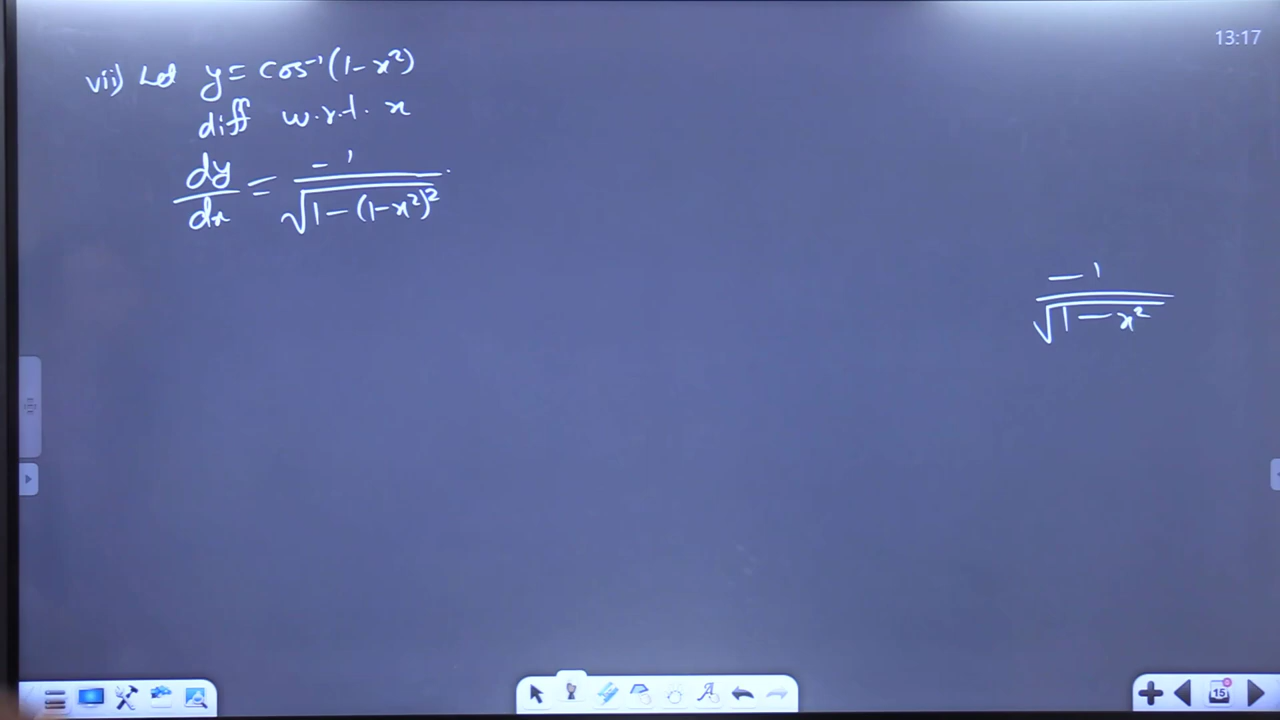 13:17
vii) Let y = cos⁻¹(1-x²)
diff w.r.t. x
dy/dx = -1/√(1-(1-x²)²) .
-1/√(1-x²)
15